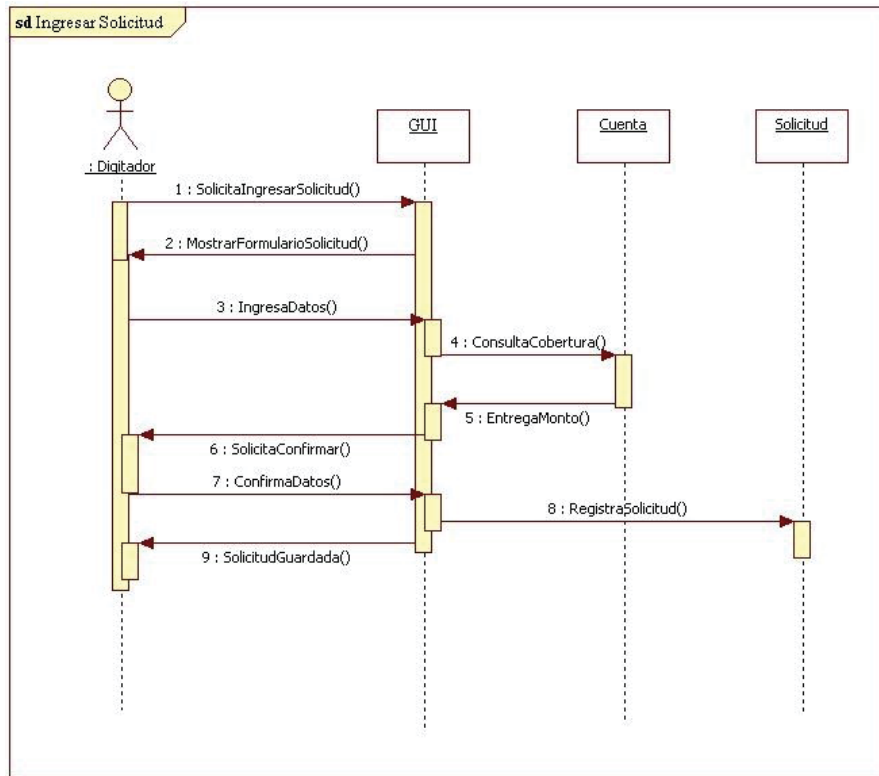 sd Ingresar Solicitud
: Digitador
GUI
Cuenta
Solicitud
1 : SolicitaIngresarSolicitud()
2 : MostrarFormularioSolicitud()
3 : IngresaDatos()
4 : ConsultaCobertura()
5 : EntregaMonto()
6 : SolicitaConfirmar()
7 : ConfirmaDatos()
8 : RegistraSolicitud()
9 : SolicitudGuardada()